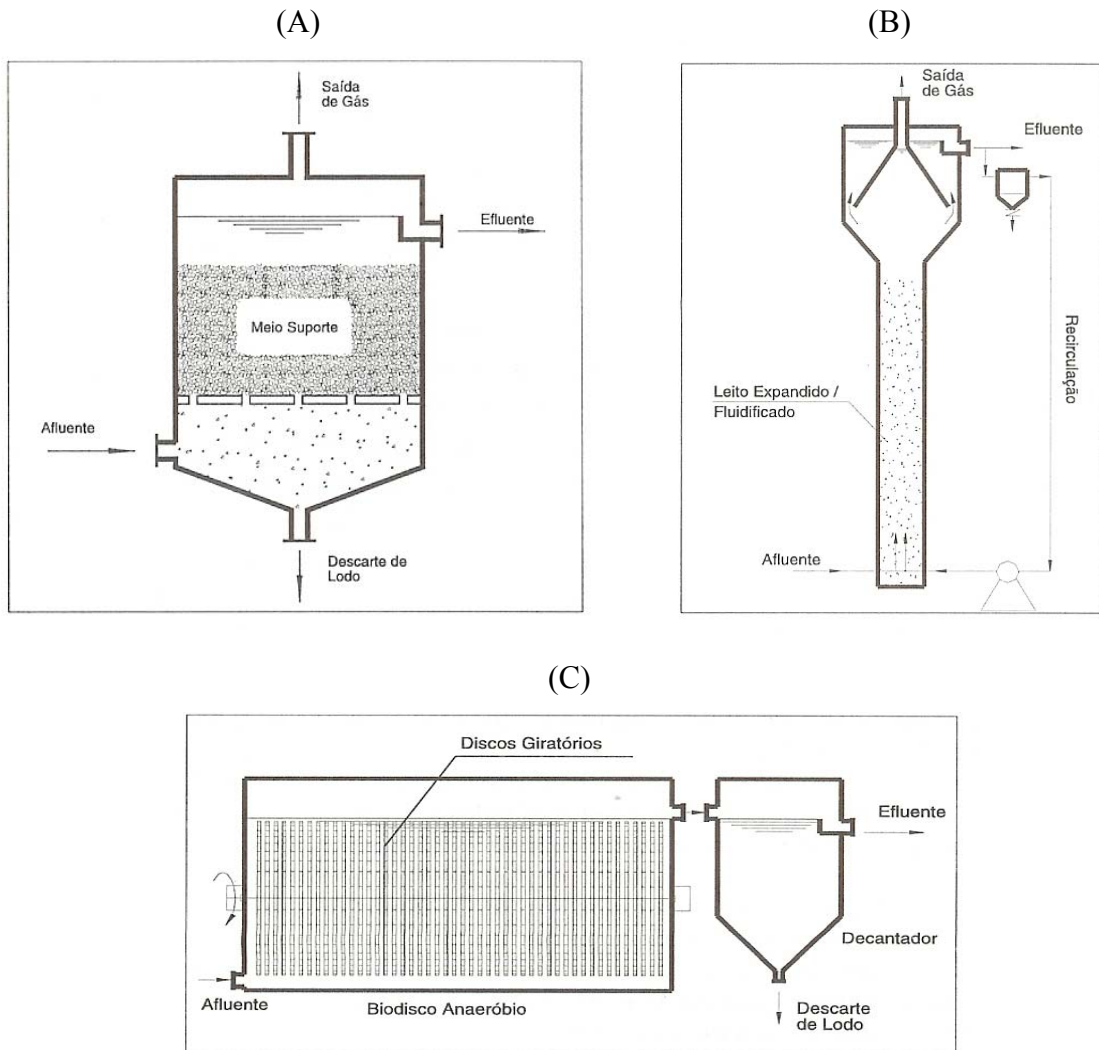 (A)
Saída
de Gás
Efluente
Meio Suporte
Afluente
Descarte de
Lodo
(B)
Saída
de Gás
Efluente
Recirculação
Leito Expandido /
Fluidificado
Afluente
(C)
Discos Giratórios
Efluente
Decantador
Afluente
Biodisco Anaeróbio
Descarte
de Lodo